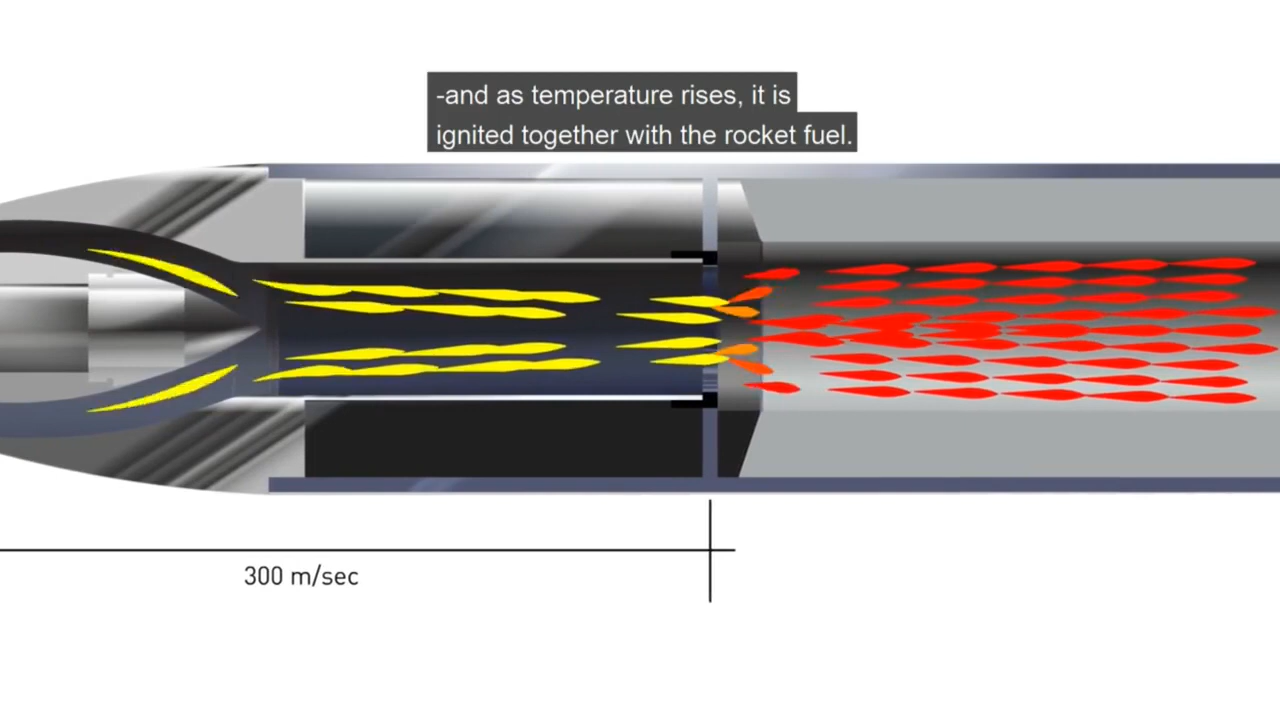 -and as temperature rises, it is
ignited together with the rocket fuel.
300 m/sec